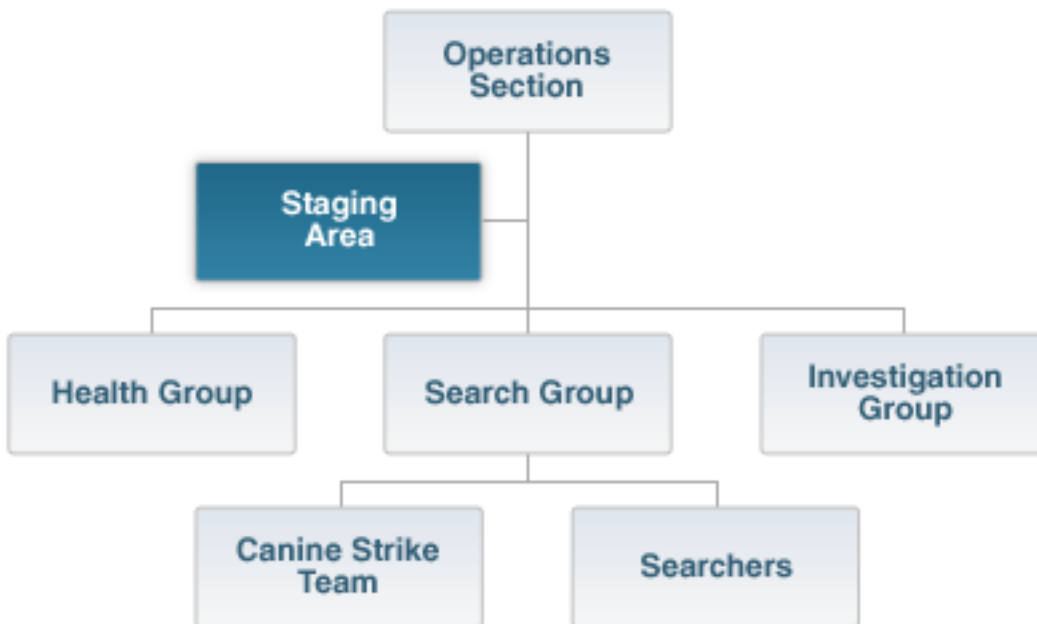 Operations
Section
Staging
Area
Health Group
Search Group
Investigation
Group
Canine Strike
Team
Searchers